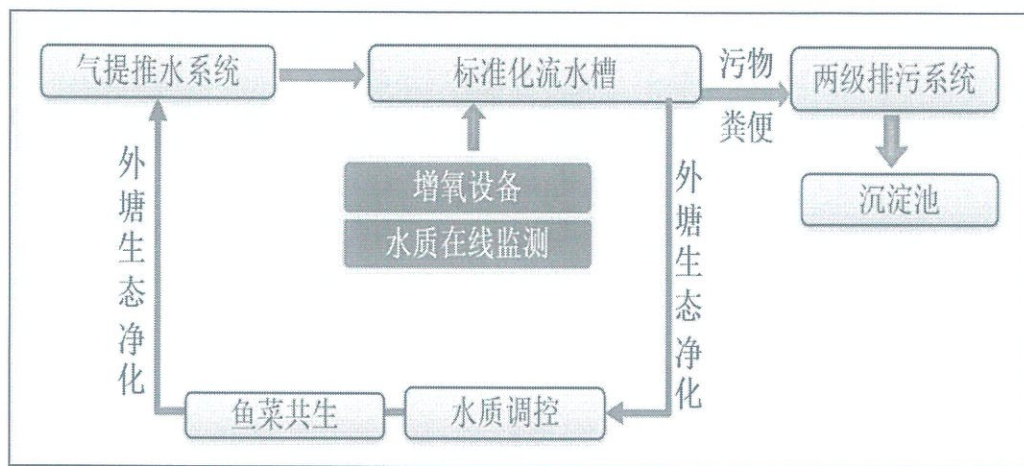 气提推水系统
标准化流水槽
污物
粪便
两级排污系统
沉淀池
增氧设备
水质在线监测
外塘生态净化
外塘生态净化
鱼菜共生
水质调控